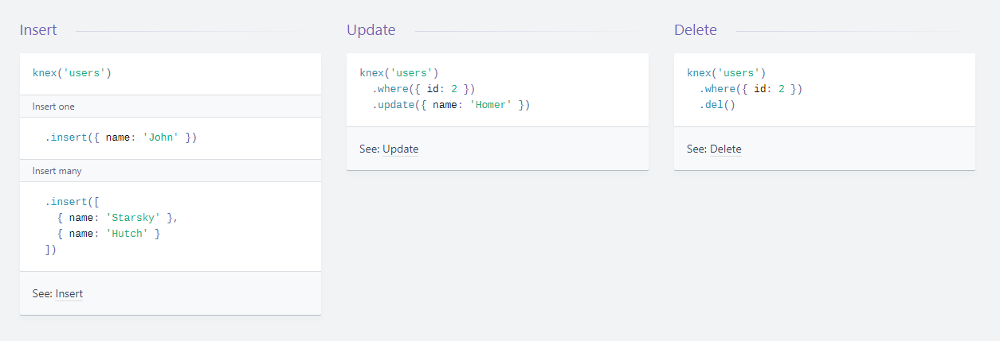 Insert
knex('users')
Insert one
.insert({ name: 'John' })
Insert many
.insert([
{ name: 'Starsky' },
{ name: 'Hutch' }
])
See: Insert
Update
knex('users')
.where({ id: 2 })
.update({ name: 'Homer' })
See: Update
Delete
knex('users')
.where({ id: 2 })
.del()
See: Delete